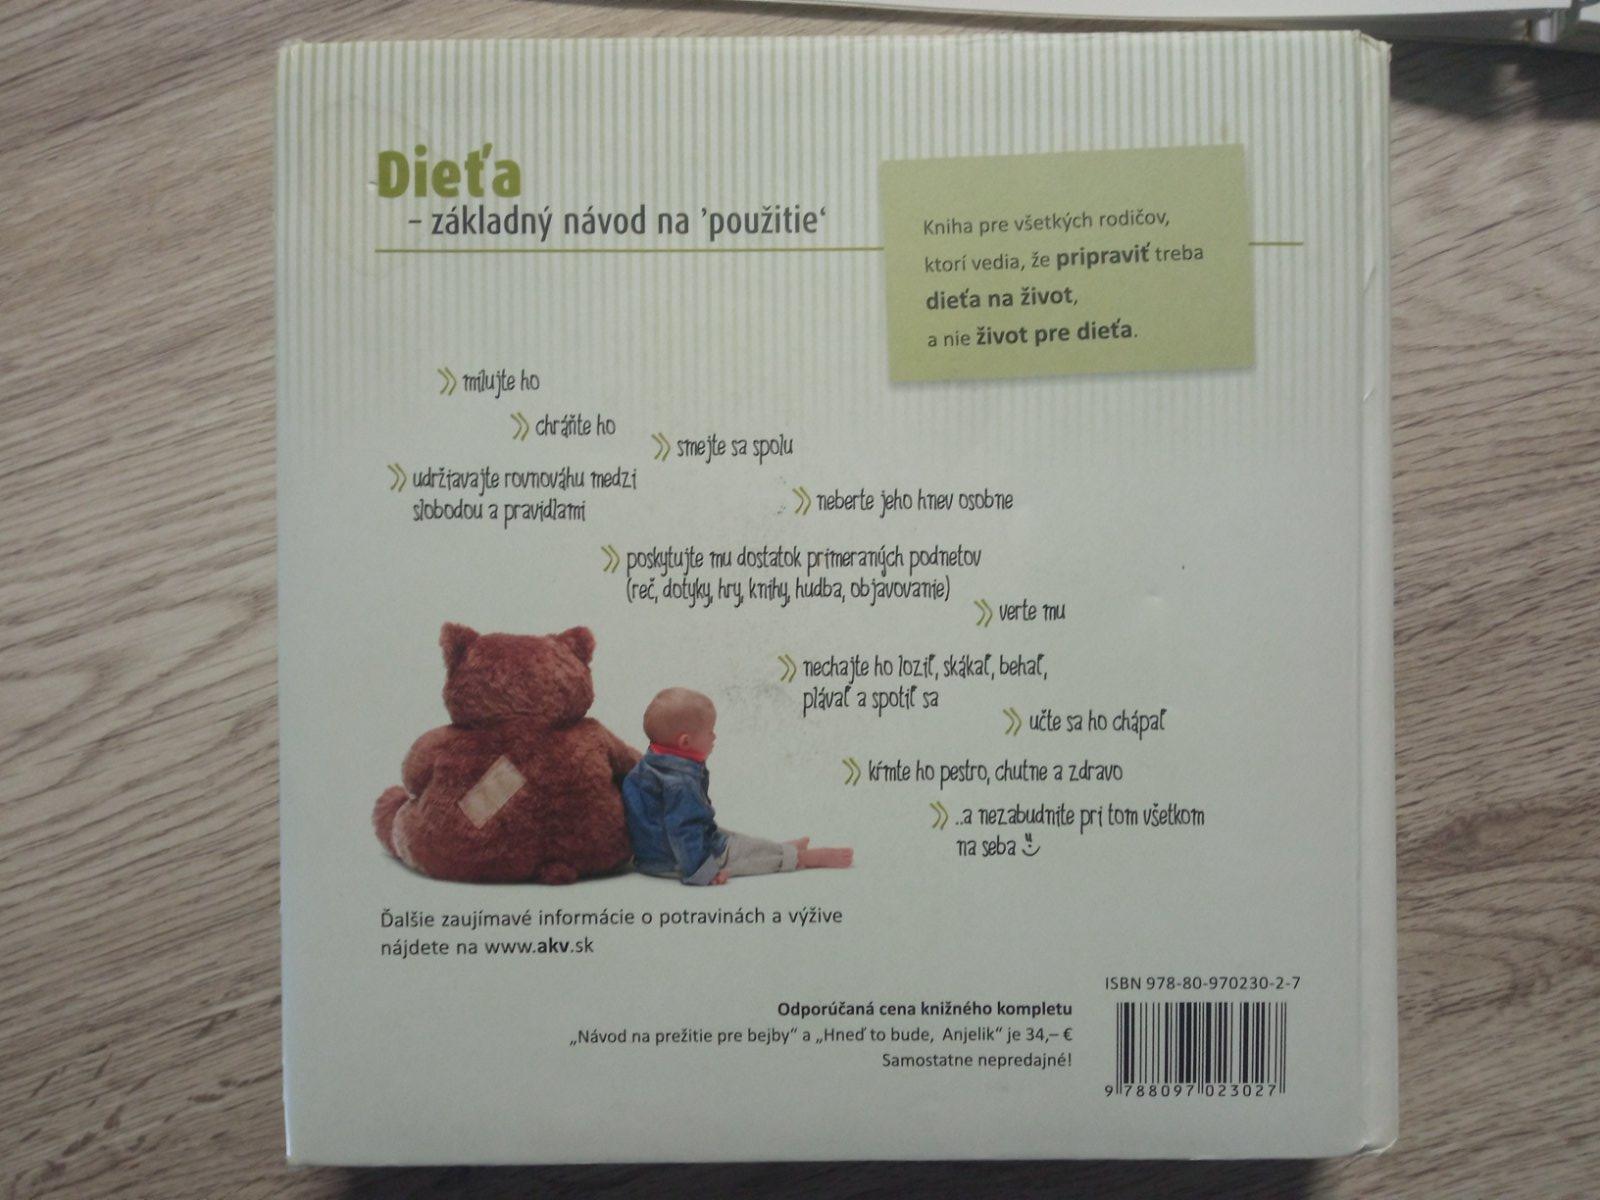 Dieťa
– základný návod na ’použitie‘
Kniha pre všetkých rodičov,
ktorí vedia, že pripraviť treba
dieťa na život,
a nie život pre dieťa.
milujte ho
chráňte ho
smejte sa spolu
udržiavajte rovnováhu medzi
slobodou a pravidlami
neberte jeho hnev osobne
poskytujte mu dostatok primeraných podnetov
(reč, dotyky, hry, knihy, hudba, objavovanie)
verte mu
nechajte ho loziť, skákať, behať,
plávať a spotiť sa
učte sa ho chápať
kŕmte ho pestro, chutne a zdravo
..a nezabudnite pri tom všetkom
na seba
Ďalšie zaujímavé informácie o potravinách a výžive
nájdete na www.akv.sk
ISBN 978-80-970230-2-7
Odporúčaná cena knižného kompletu
„Návod na prežitie pre bejby“ a „Hneď to bude, Anjelik“ je 34,– €
Samostatne nepredajné!
9 788097 023027